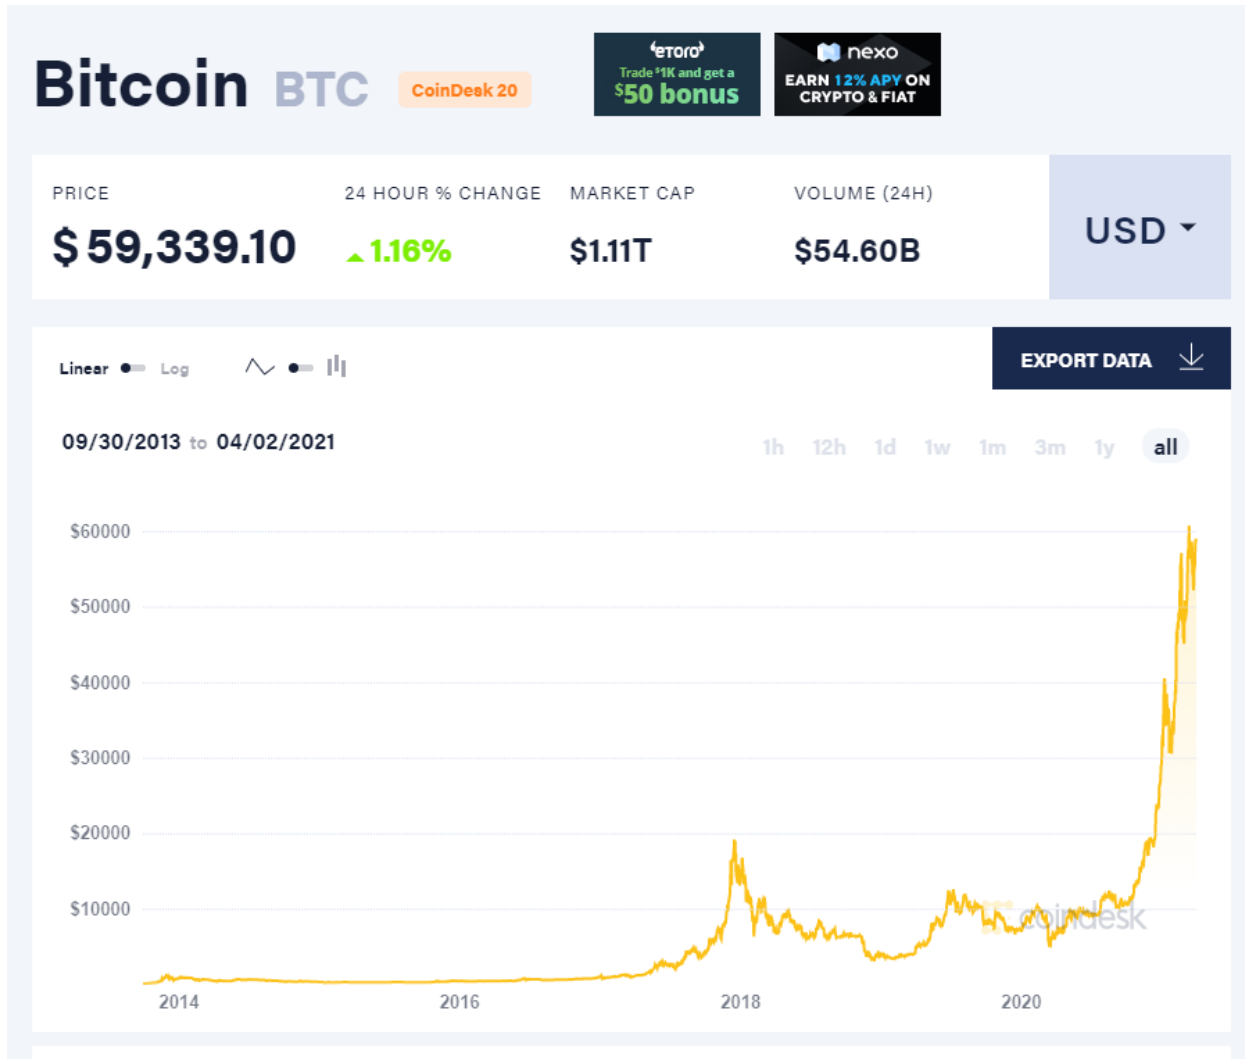 Bitcoin BTC CoinDesk 20
eTORO
Trade $1K and get a
$50 bonus
nexo
EARN 12% APY ON
CRYPTO & FIAT
PRICE
$59,339.10
24 HOUR % CHANGE
1.16%
MARKET CAP
$1.11T
VOLUME (24H)
$54.60B
USD
Linear Log
EXPORT DATA
09/30/2013 to 04/02/2021
1h 12h 1d 1w 1m 3m 1y all
$60000
$50000
$40000
$30000
$20000
$10000
coindesk
2014 2016 2018 2020